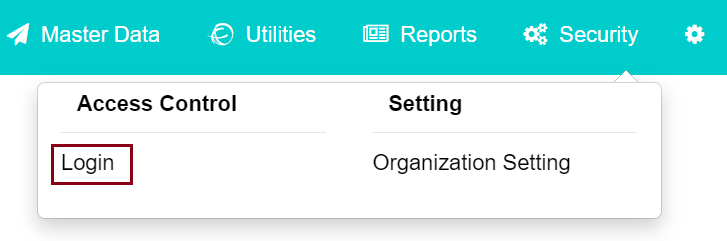 Master Data Utilities Reports Security
Access Control Setting
Login Organization Setting